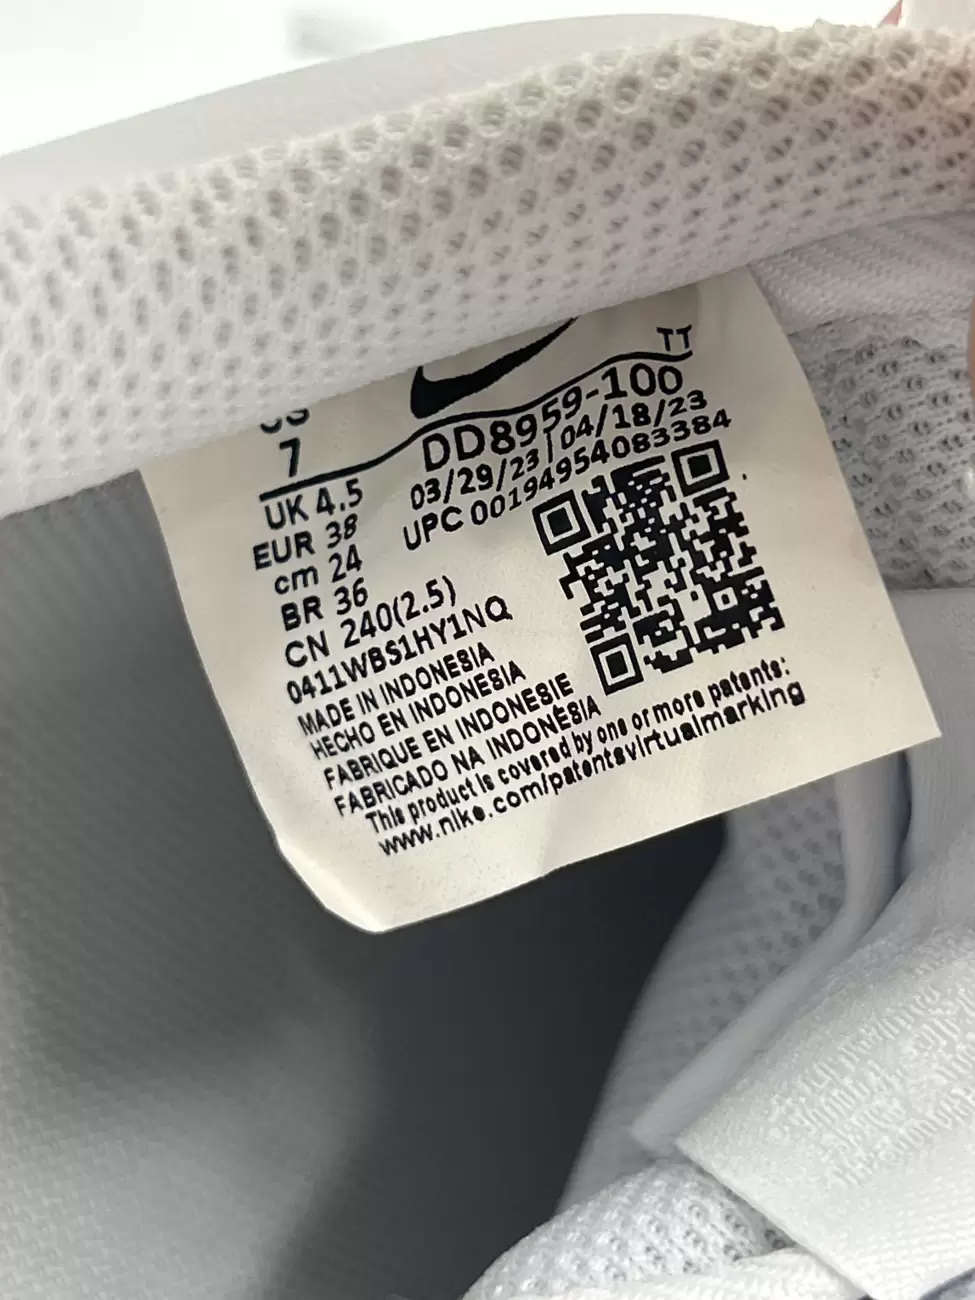 US
7
UK 4.5
EUR 38
cm 24
BR 36
CN 240(2.5)
0411WBS1HY1NQ
MADE IN INDONESIA
HECHO EN INDONESIA
FABRIQUE EN INDONESIE
FABRICADO NA INDONÉSIA
This product is covered by one or more patents:
www.nike.com/patentsvirtualmarking
TT
DD8959-100
03/29/23 | 04/18/23
UPC 00194954083384